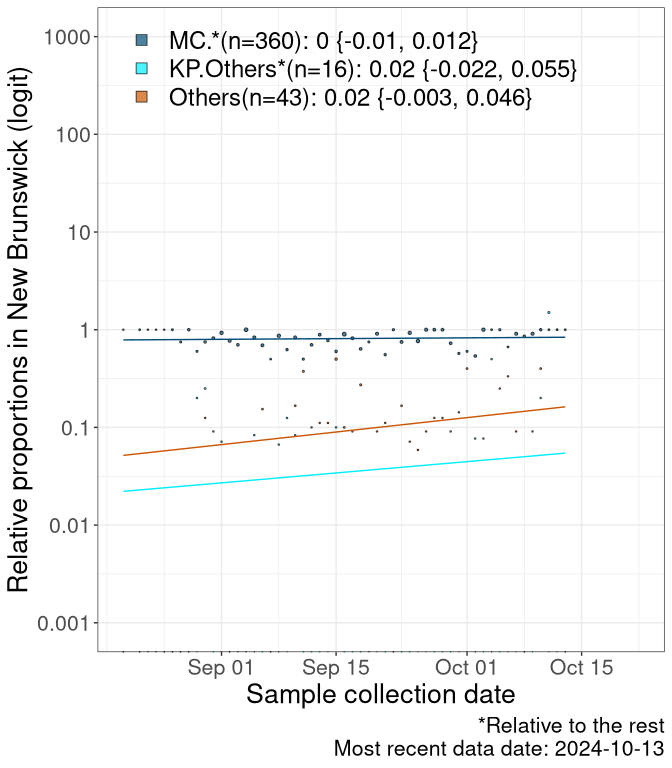 MC.*(n=360): 0 {-0.01, 0.012}
KP.Others*(n=16): 0.02 {-0.022, 0.055}
Others(n=43): 0.02 {-0.003, 0.046}
Relative proportions in New Brunswick (logit)
1000
100
10
1
0.1
0.01
0.001
Sep 01 Sep 15 Oct 01 Oct 15
Sample collection date
*Relative to the rest
Most recent data date: 2024-10-13